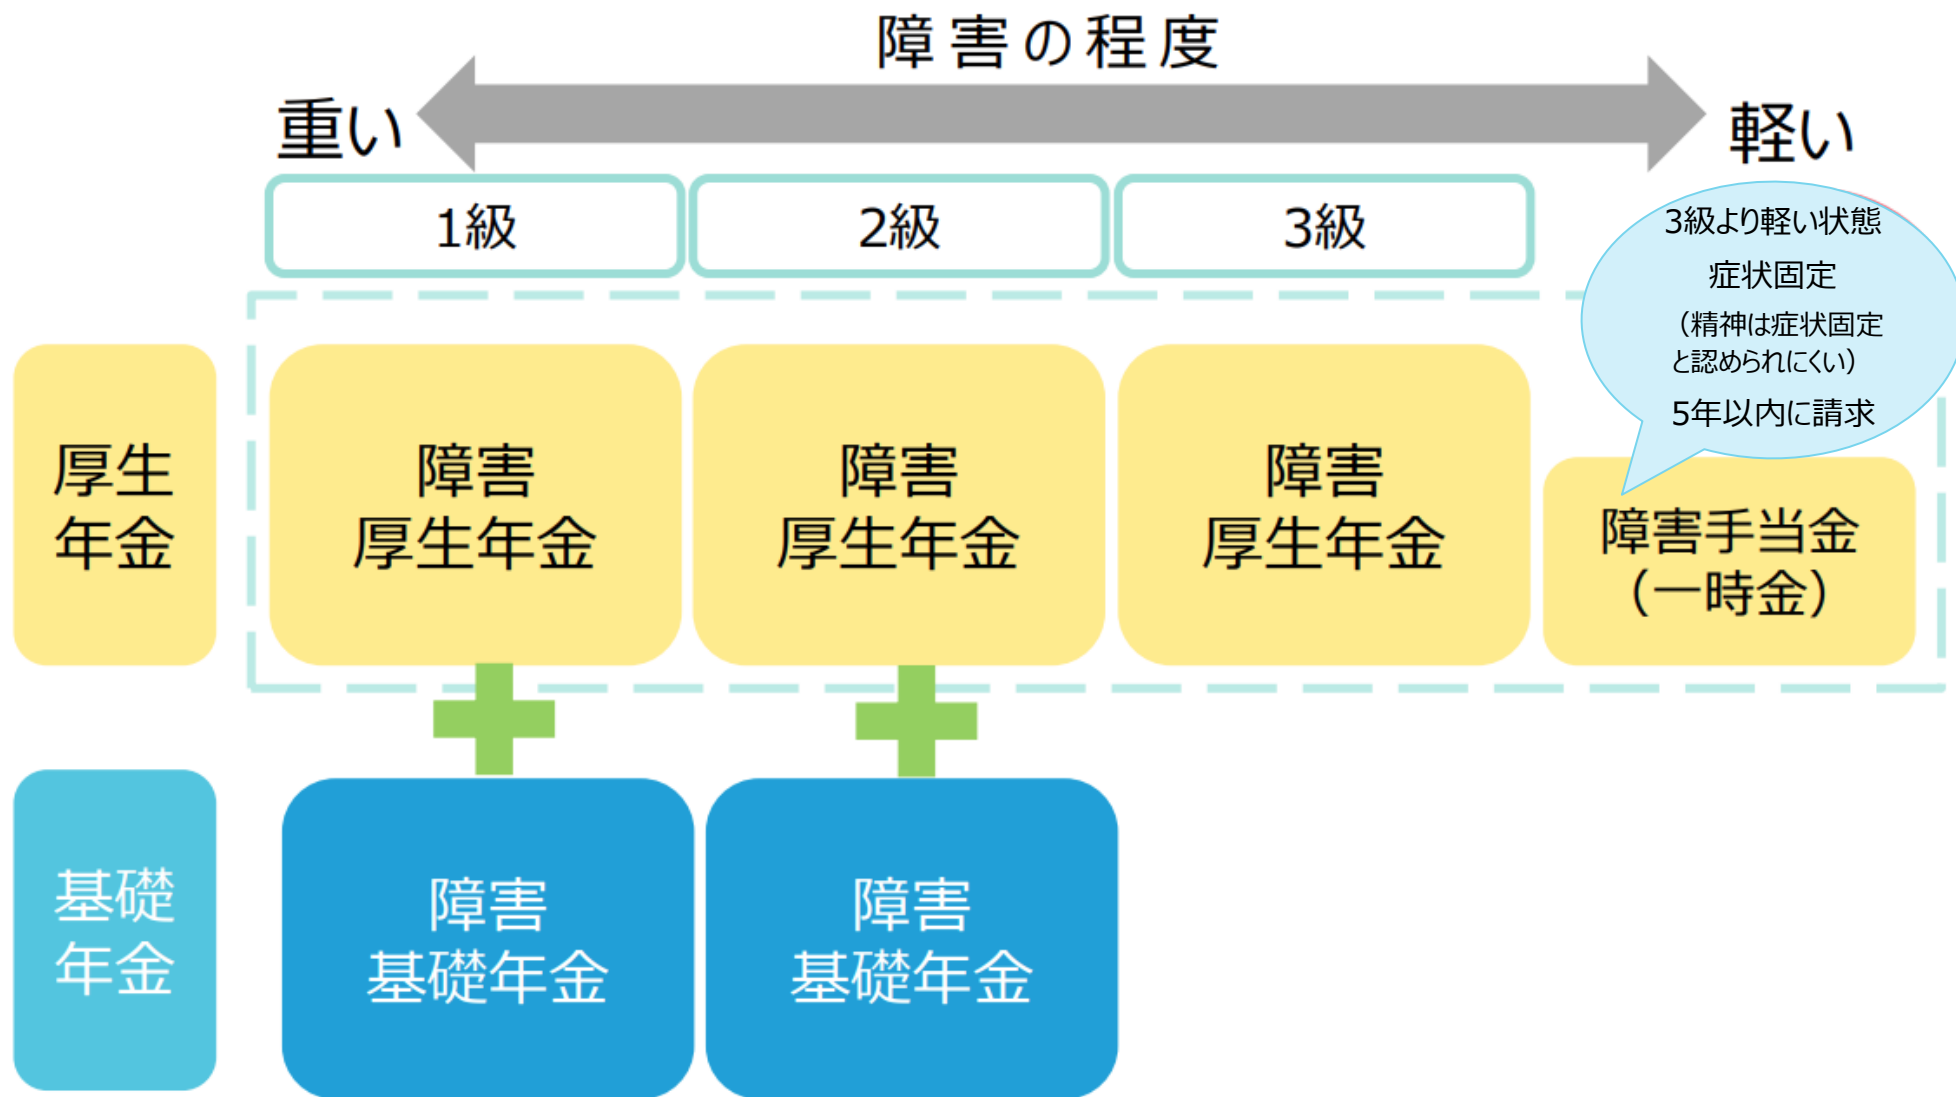 障害の程度
重い
軽い
1級
2級
3級
3級より軽い状態
症状固定
（精神は症状固定
と認められにくい）
5年以内に請求
厚生
年金
障害
厚生年金
障害
厚生年金
障害
厚生年金
障害手当金
（一時金）
基礎
年金
障害
基礎年金
障害
基礎年金